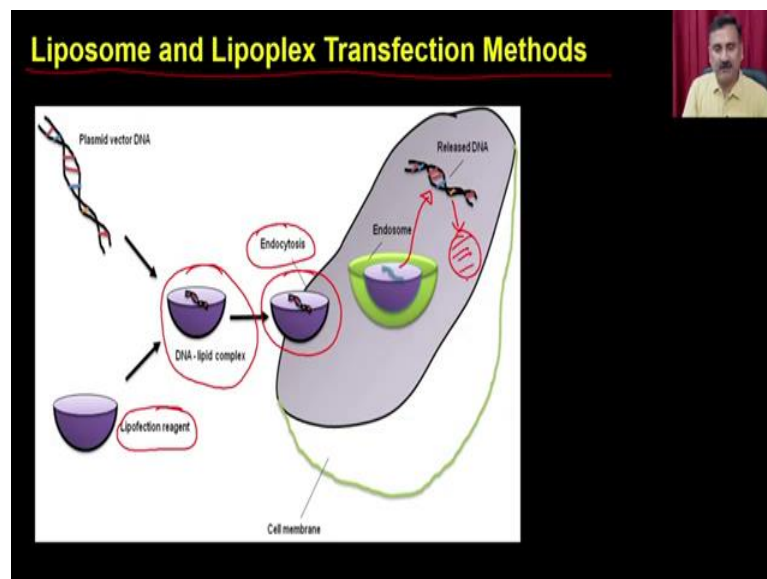 Liposome and Lipoplex Transfection Methods
Plasmid vector DNA
Released DNA
Endosome
Endocytosis
DNA - lipid complex
Lipofection reagent
Cell membrane